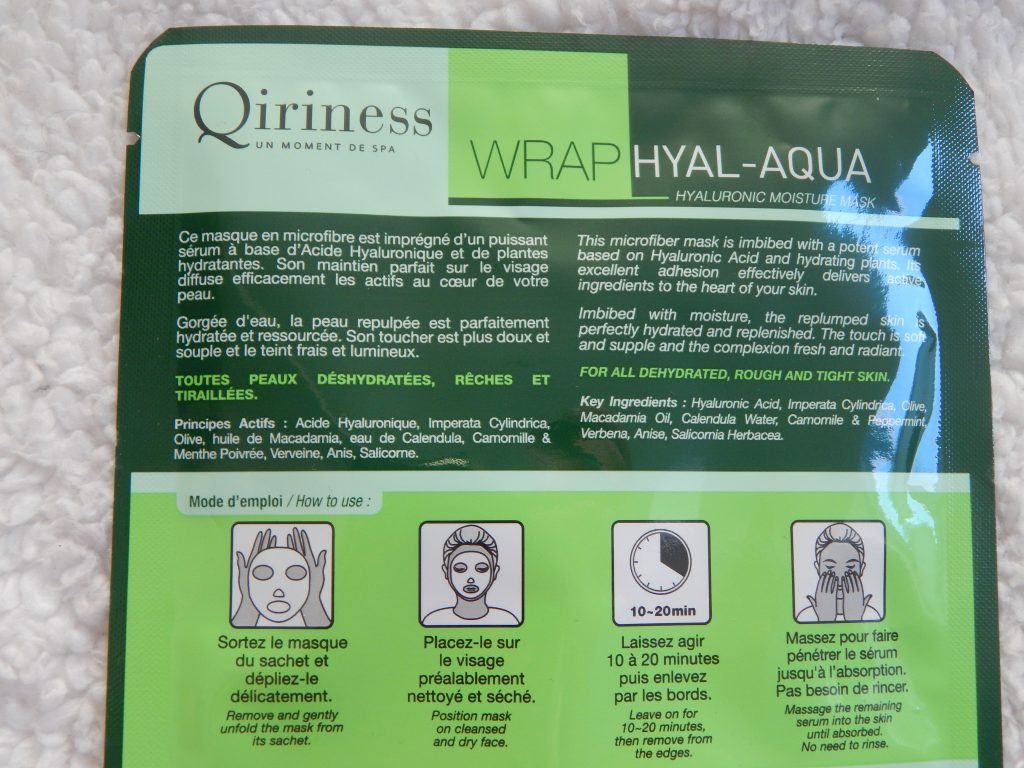 Qiriness
UN MOMENT DE SPA
WRAP HYAL-AQUA
HYALURONIC MOISTURE MASK
Ce masque en microfibre est imprégné d'un puissant
sérum à base d'Acide Hyaluronique et de plantes
hydratantes. Son maintien parfait sur le visage
diffuse efficacement les actifs au cœur de votre
peau.
Gorgée d'eau, la peau repulpée est parfaitement
hydratée et ressourcée. Son toucher est plus doux et
souple et le teint frais et lumineux.
TOUTES PEAUX DÉSHYDRATÉES, RÊCHES ET
TIRAILLÉES.
Principes Actifs : Acide Hyaluronique, Imperata Cylindrica,
Olive, huile de Macadamia, eau de Calendula, Camomille &
Menthe Poivrée, Verveine, Anis, Salicorne.
This microfiber mask is imbibed with a potent serum
based on Hyaluronic Acid and hydrating plants. Its
excellent adhesion effectively delivers active
ingredients to the heart of your skin.
Imbibed with moisture, the replumped skin is
perfectly hydrated and replenished. The touch is soft
and supple and the complexion fresh and radiant.
FOR ALL DEHYDRATED, ROUGH AND TIGHT SKIN.
Key Ingredients : Hyaluronic Acid, Imperata Cylindrica, Olive,
Macadamia Oil, Calendula Water, Camomile & Peppermint,
Verbena, Anise, Salicornia Herbacea.
Mode d'emploi / How to use :
Sortez le masque
du sachet et
dépliez-le
délicatement.
Remove and gently
unfold the mask from
its sachet.
Placez-le sur
le visage
préalablement
nettoyé et séché.
Position mask
on cleansed
and dry face.
10~20min
Laissez agir
10 à 20 minutes
puis enlevez
par les bords.
Leave on for
10~20 minutes,
then remove from
the edges.
Massez pour faire
pénétrer le sérum
jusqu'à l'absorption.
Pas besoin de rincer.
Massage the remaining
serum into the skin
until absorbed.
No need to rinse.